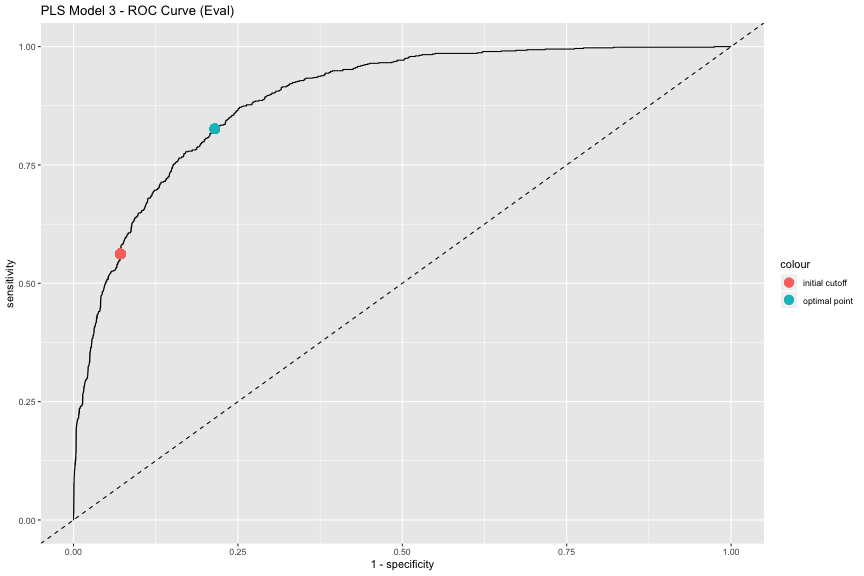 PLS Model 3 - ROC Curve (Eval)
1.00
0.75
0.50
0.25
0.00
sensitivity
0.00
0.25
0.50
0.75
1.00
1 - specificity
colour
initial cutoff
optimal point